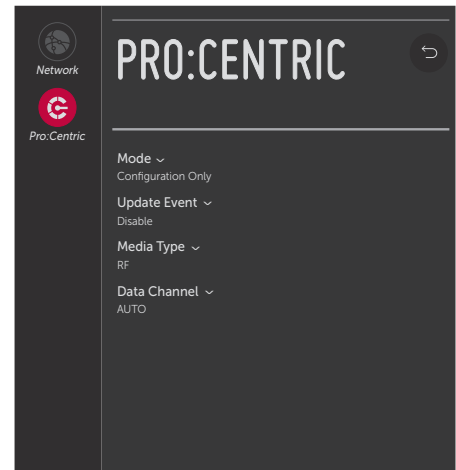 Network
Pro:Centric
PRO:CENTRIC
Mode
Configuration Only
Update Event
Disable
Media Type
RF
Data Channel
AUTO